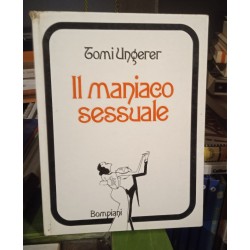 Tomi Ungerer
Il maniaco
sessuale
Bompiani